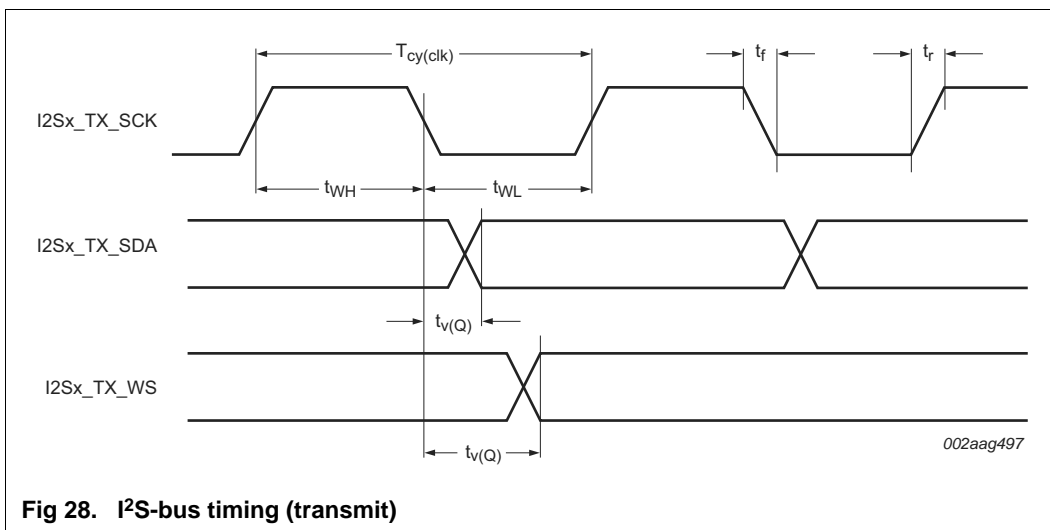 T_cy(clk) t_f t_r
I2Sx_TX_SCK
t_WH t_WL
I2Sx_TX_SDA
t_v(Q)
I2Sx_TX_WS
002aag497
t_v(Q)
Fig 28. I²S-bus timing (transmit)